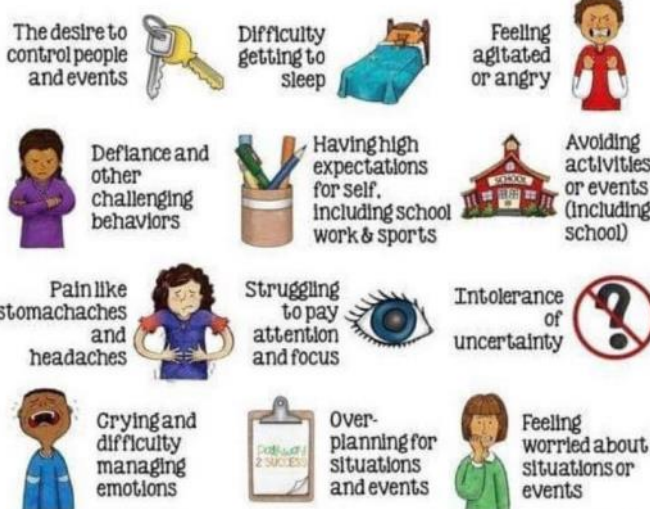 The desire to
control people
and events
Difficulty
getting to
sleep
Feeling
agitated
or angry
Defiance and
other
challenging
behaviors
Having high
expectations
for self,
including school
work & sports
SCHOOL
Avoiding
activities
or events
(including
school)
Pain like
stomachaches
and
headaches
Struggling
to pay
attention
and focus
Intolerance
of
uncertainty
?
Crying and
difficulty
managing
emotions
Pathway
2 SUCCESS
Over-
planning for
situations
and events
Feeling
worried about
situations or
events